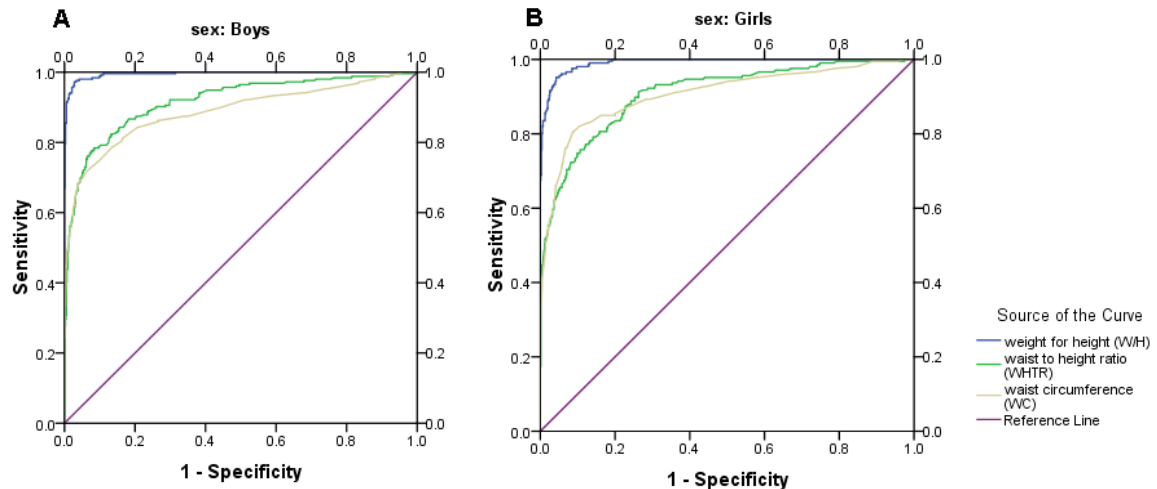 A
sex: Boys
0.0 0.2 0.4 0.6 0.8 1.0
1.0 1.0
0.8 0.8
0.6 0.6
0.4 0.4
0.2 0.2
0.0 0.0
Sensitivity
0.0 0.2 0.4 0.6 0.8 1.0
1 - Specificity
B
sex: Girls
0.0 0.2 0.4 0.6 0.8 1.0
1.0 1.0
0.8 0.8
0.6 0.6
0.4 0.4
0.2 0.2
0.0 0.0
Sensitivity
0.0 0.2 0.4 0.6 0.8 1.0
1 - Specificity
Source of the Curve
weight for height (W/H)
waist to height ratio
(WHTR)
waist circumference
(WC)
Reference Line